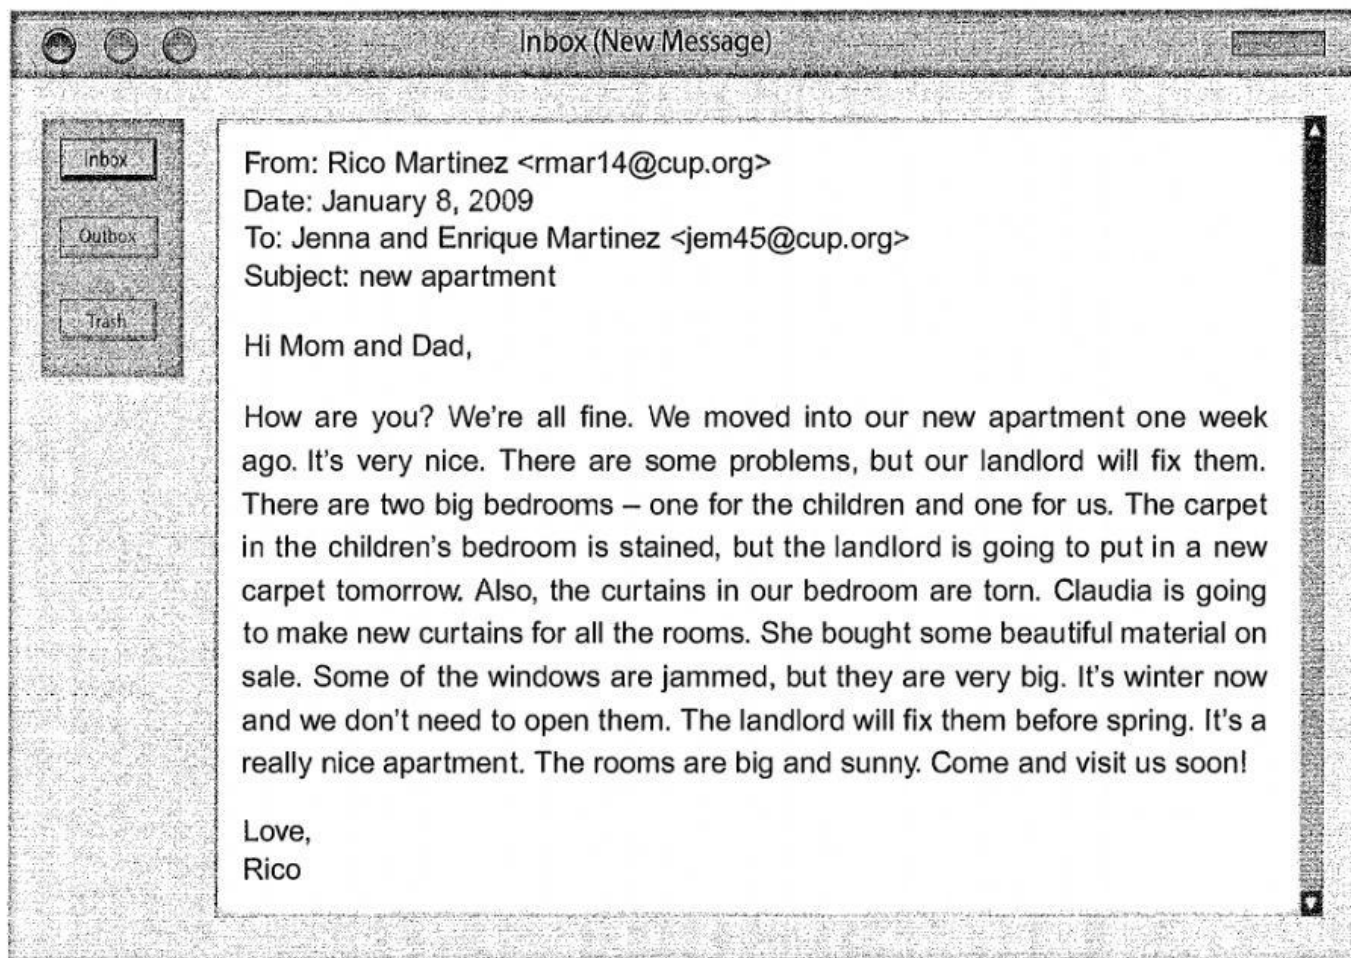 Inbox (New Message)
Inbox
Outbox
Trash
From: Rico Martinez <rmar14@cup.org>
Date: January 8, 2009
To: Jenna and Enrique Martinez <jem45@cup.org>
Subject: new apartment
Hi Mom and Dad,
How are you? We're all fine. We moved into our new apartment one week
ago. It's very nice. There are some problems, but our landlord will fix them.
There are two big bedrooms – one for the children and one for us. The carpet
in the children's bedroom is stained, but the landlord is going to put in a new
carpet tomorrow. Also, the curtains in our bedroom are torn. Claudia is going
to make new curtains for all the rooms. She bought some beautiful material on
sale. Some of the windows are jammed, but they are very big. It's winter now
and we don't need to open them. The landlord will fix them before spring. It's a
really nice apartment. The rooms are big and sunny. Come and visit us soon!
Love,
Rico